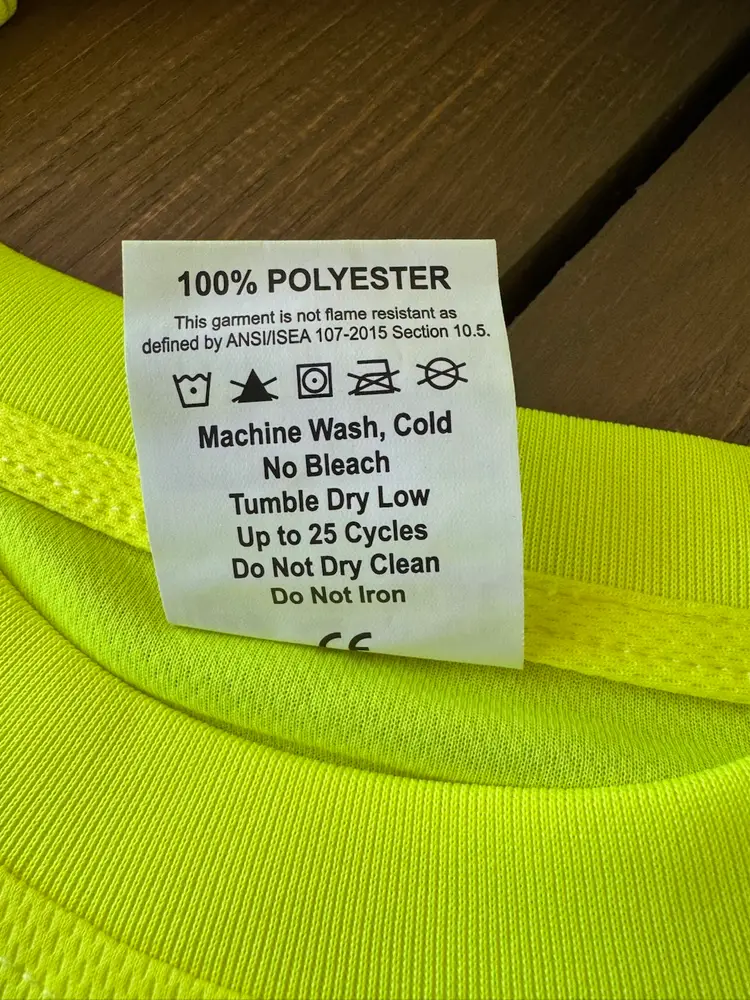 100% POLYESTER
This garment is not flame resistant as
defined by ANSI/ISEA 107-2015 Section 10.5.
Machine Wash, Cold
No Bleach
Tumble Dry Low
Up to 25 Cycles
Do Not Dry Clean
Do Not Iron
CE